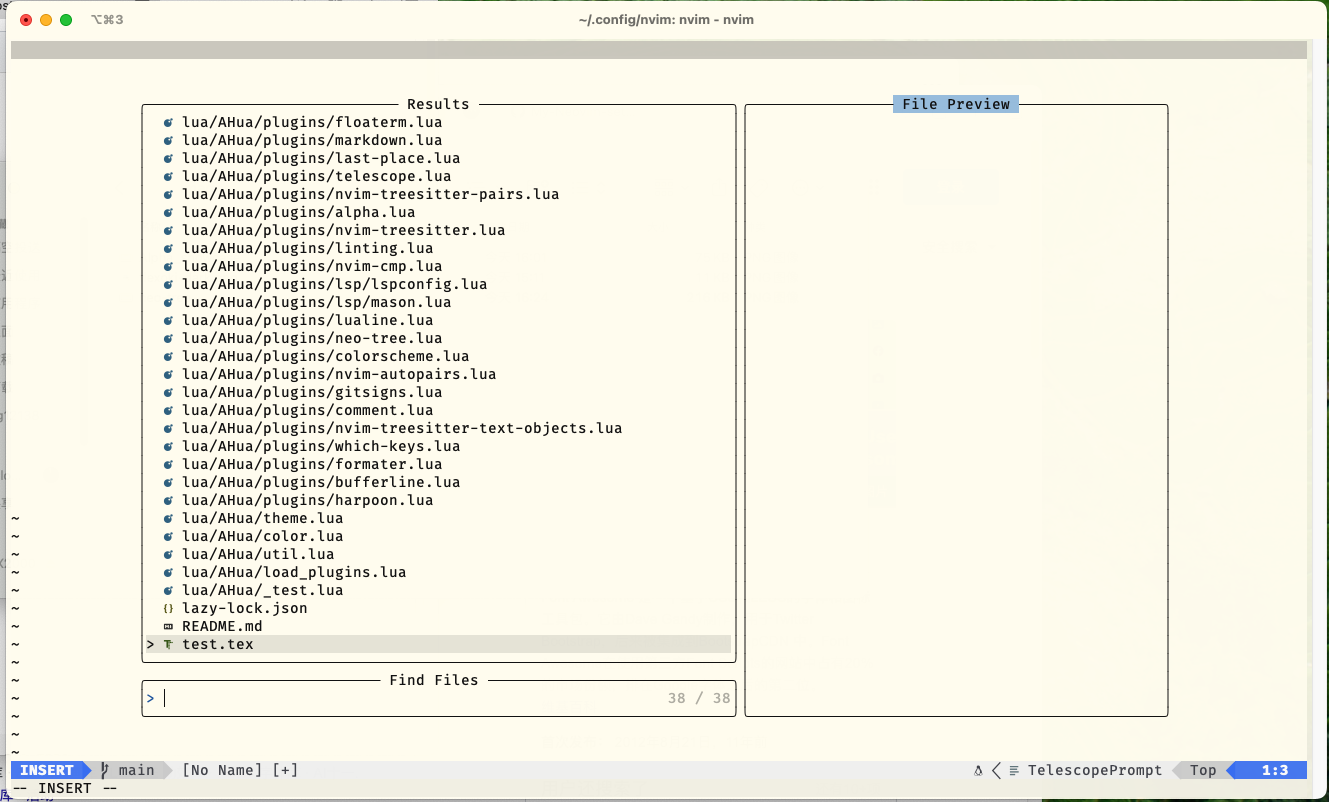 ⌥⌘3
~/.config/nvim: nvim - nvim
Results
lua/AHua/plugins/floaterm.lua
lua/AHua/plugins/markdown.lua
lua/AHua/plugins/last-place.lua
lua/AHua/plugins/telescope.lua
lua/AHua/plugins/nvim-treesitter-pairs.lua
lua/AHua/plugins/alpha.lua
lua/AHua/plugins/nvim-treesitter.lua
lua/AHua/plugins/linting.lua
lua/AHua/plugins/nvim-cmp.lua
lua/AHua/plugins/lsp/lspconfig.lua
lua/AHua/plugins/lsp/mason.lua
lua/AHua/plugins/lualine.lua
lua/AHua/plugins/neo-tree.lua
lua/AHua/plugins/colorscheme.lua
lua/AHua/plugins/nvim-autopairs.lua
lua/AHua/plugins/gitsigns.lua
lua/AHua/plugins/comment.lua
lua/AHua/plugins/nvim-treesitter-text-objects.lua
lua/AHua/plugins/which-keys.lua
lua/AHua/plugins/formater.lua
lua/AHua/plugins/bufferline.lua
lua/AHua/plugins/harpoon.lua
~ lua/AHua/theme.lua
~ lua/AHua/color.lua
~ lua/AHua/util.lua
~ lua/AHua/load_plugins.lua
~ lua/AHua/_test.lua
~ {} lazy-lock.json
~ README.md
~ > test.tex
~
~ Find Files
~ > 38 / 38
~
~
~
File Preview
INSERT main [No Name] [+] TelescopePrompt Top 1:3
-- INSERT --